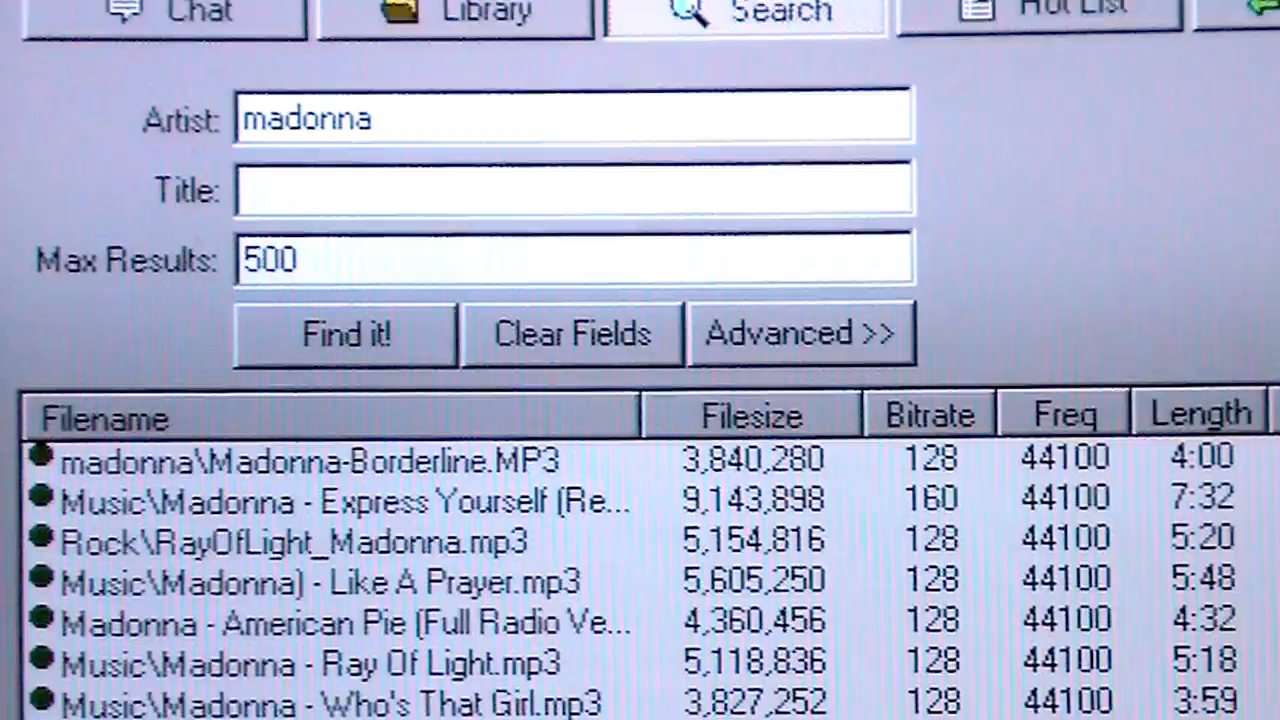 Chat Library Search Hot List
Artist: madonna
Title:
Max Results: 500
Find it! Clear Fields Advanced >>
Filename Filesize Bitrate Freq Length
madonna\Madonna-Borderline.MP3 3,840,280 128 44100 4:00
Music\Madonna - Express Yourself (Re... 9,143,898 160 44100 7:32
Rock\RayOfLight_Madonna.mp3 5,154,816 128 44100 5:20
Music\Madonna) - Like A Prayer.mp3 5,605,250 128 44100 5:48
Madonna - American Pie (Full Radio Ve... 4,360,456 128 44100 4:32
Music\Madonna - Ray Of Light.mp3 5,118,836 128 44100 5:18
Music\Madonna - Who's That Girl.mp3 3,827,252 128 44100 3:59